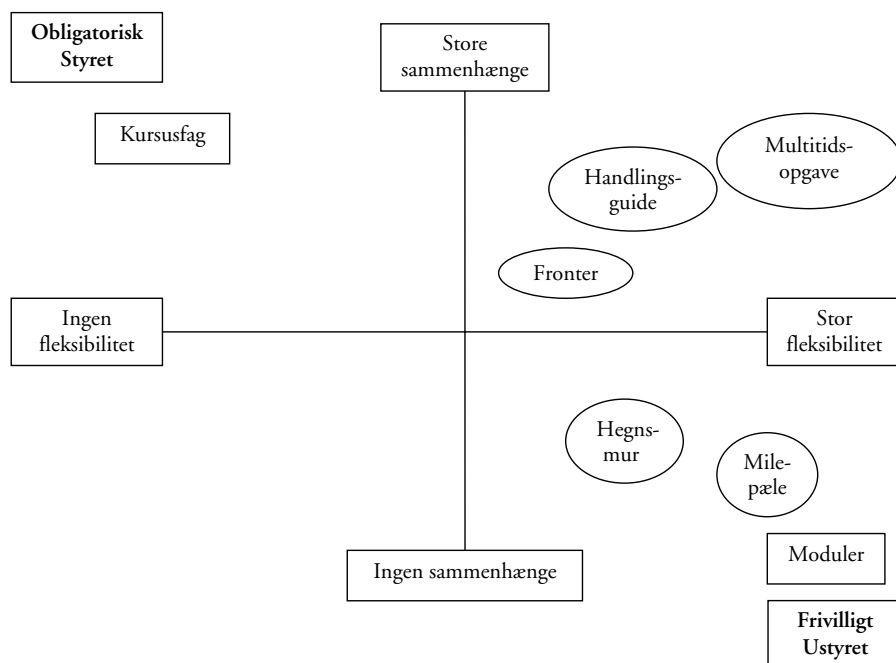 Obligatorisk
Styret
Store
sammenhænge
Kursusfag
Multitids-
opgave
Handlings-
guide
Fronter
Ingen
fleksibilitet
Stor
fleksibilitet
Hegns-
mur
Mile-
pæle
Moduler
Ingen sammenhænge
Frivilligt
Ustyret